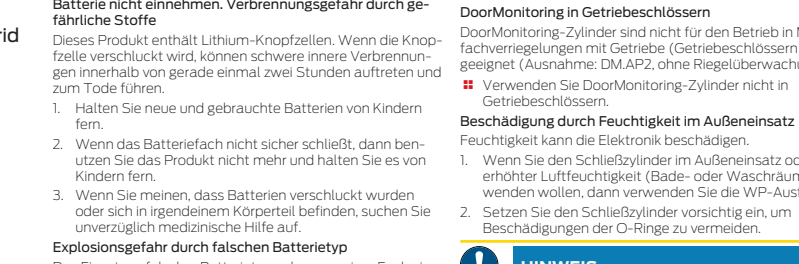 rid
Batterie nicht einnehmen. Verbrennungsgefahr durch ge-
fährliche Stoffe
Dieses Produkt enthält Lithium-Knopfzellen. Wenn die Knop-
fzelle verschluckt wird, können schwere innere Verbrennun-
gen innerhalb von gerade einmal zwei Stunden auftreten und
zum Tode führen.
1. Halten Sie neue und gebrauchte Batterien von Kindern
fern.
2. Wenn das Batteriefach nicht sicher schließt, dann ben-
utzen Sie das Produkt nicht mehr und halten Sie es von
Kindern fern.
3. Wenn Sie meinen, dass Batterien verschluckt wurden
oder sich in irgendeinem Körperteil befinden, suchen Sie
unverzüglich medizinische Hilfe auf.
Explosionsgefahr durch falschen Batterietyp
DoorMonitoring in Getriebeschlössern
DoorMonitoring-Zylinder sind nicht für den Betrieb in
fachverriegelungen mit Getriebe (Getriebeschlössern
geeignet (Ausnahme: DM.AP2, ohne Riegelüberwach
Verwenden Sie DoorMonitoring-Zylinder nicht in
Getriebeschlössern.
Beschädigung durch Feuchtigkeit im Außeneinsatz
Feuchtigkeit kann die Elektronik beschädigen.
1. Wenn Sie den Schließzylinder im Außeneinsatz od
erhöhter Luftfeuchtigkeit (Bade- oder Waschräum
wenden wollen, dann verwenden Sie die WP-Ausf
2. Setzen Sie den Schließzylinder vorsichtig ein, um
Beschädigungen der O-Ringe zu vermeiden.
HINWEIS